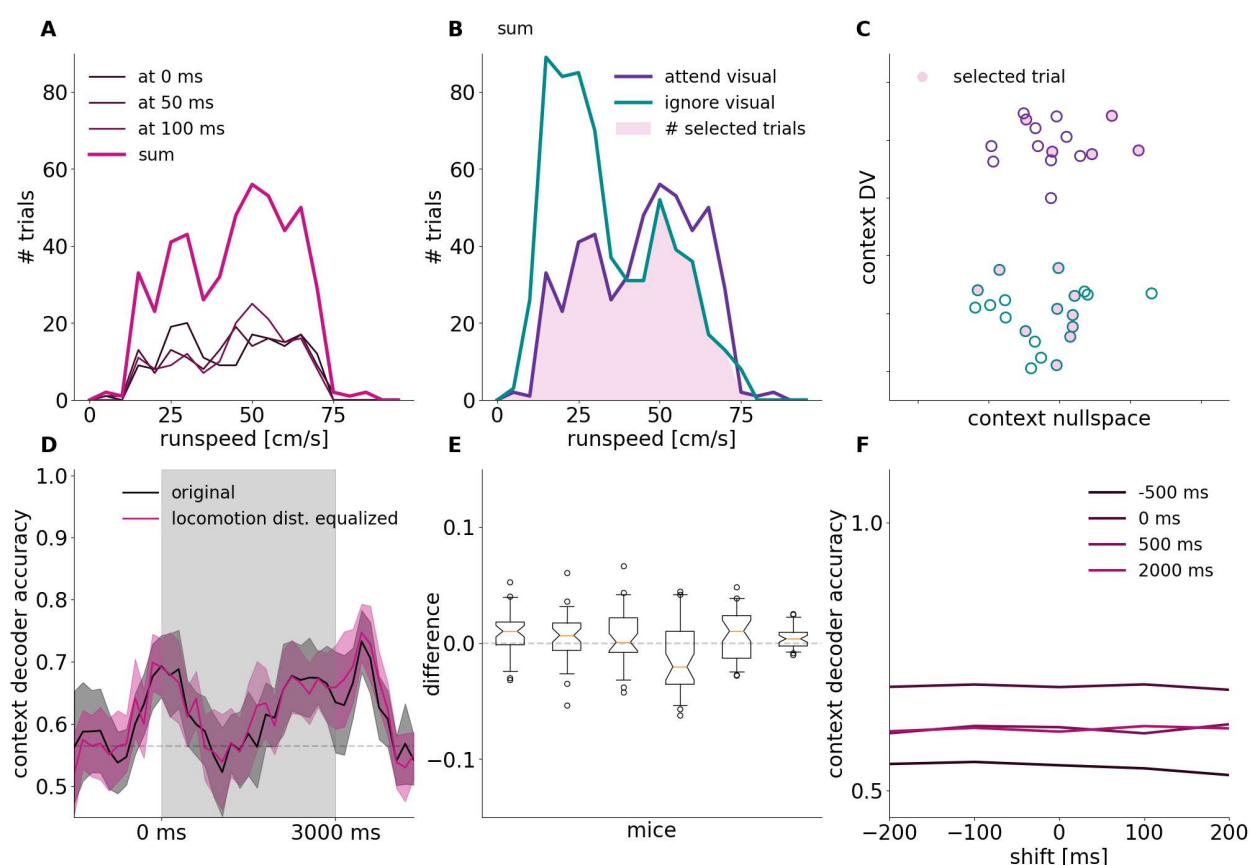 A
at 0 ms
at 50 ms
at 100 ms
sum
# trials
80
60
40
20
0
0
25
50
75
runspeed [cm/s]
B
sum
attend visual
ignore visual
# selected trials
# trials
80
60
40
20
0
0
25
50
75
runspeed [cm/s]
C
selected trial
context DV
context nullspace
D
original
locomotion dist. equalized
context decoder accuracy
1.0
0.9
0.8
0.7
0.6
0.5
0 ms
3000 ms
E
difference
0.1
0.0
−0.1
mice
F
-500 ms
0 ms
500 ms
2000 ms
context decoder accuracy
1.0
0.5
−200
−100
0
100
200
shift [ms]